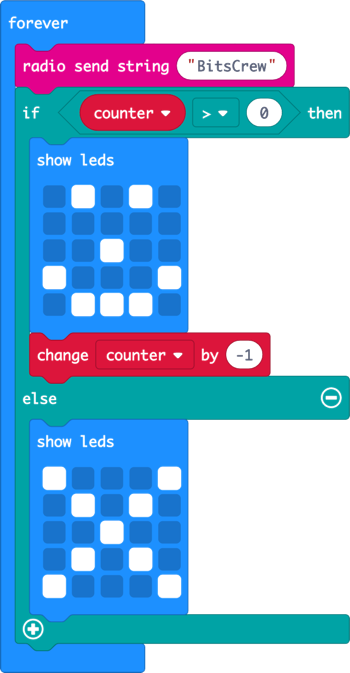 forever
radio send string "BitsCrew"
if counter > 0 then
show leds
change counter by -1
else
show leds